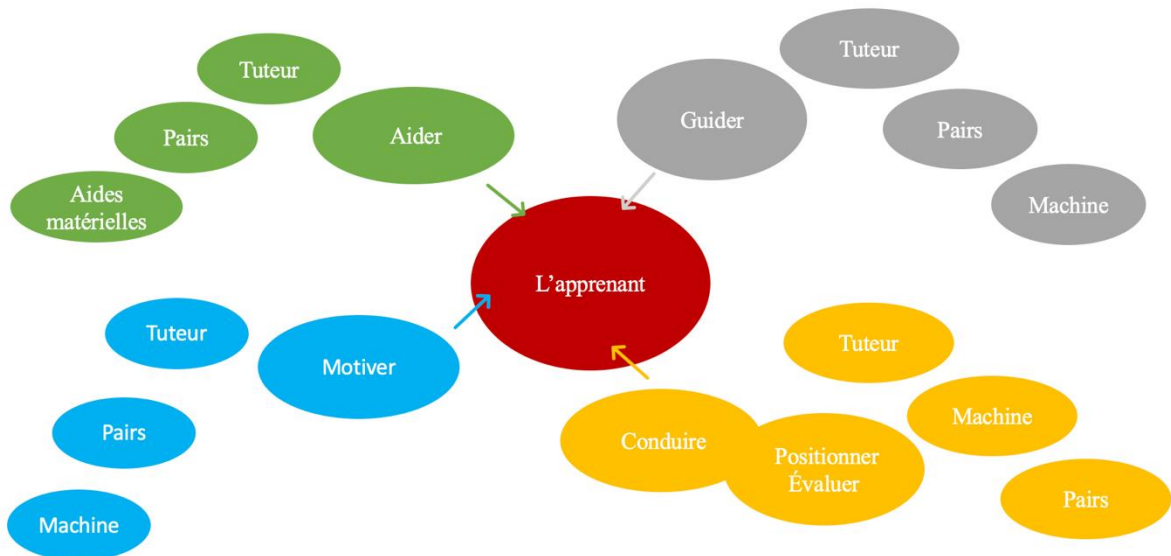 Tuteur
Pairs
Aides
matérielles
Aider
Tuteur
Guider
Pairs
Machine
L’apprenant
Tuteur
Motiver
Pairs
Machine
Tuteur
Machine
Conduire
Positionner
Évaluer
Pairs